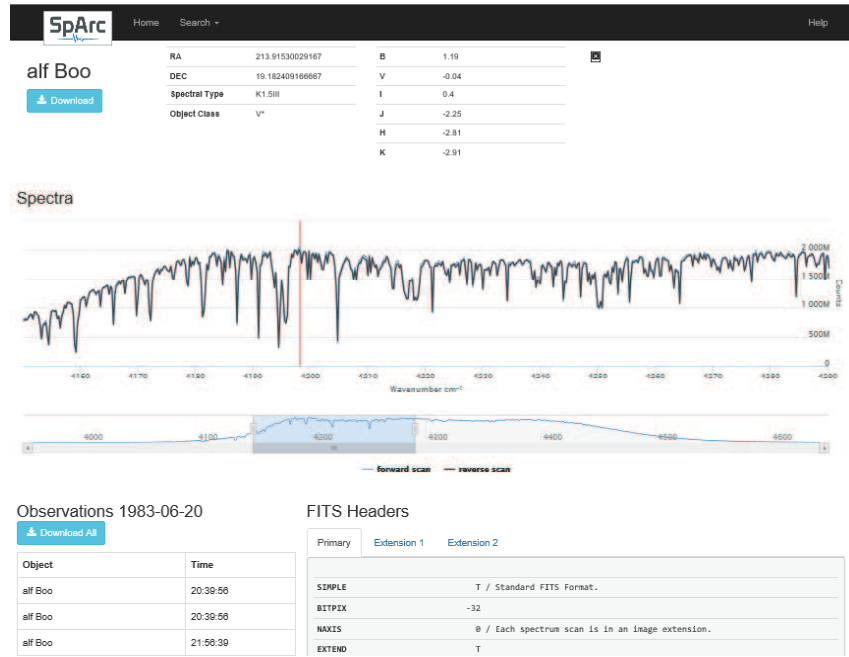 SpArc Home Search Help
alf Boo
Download
RA 213.91530029167 B 1.19
DEC 19.182409166667 V -0.04
Spectral Type K1.5III I 0.4
Object Class V* J -2.25
H -2.81
K -2.91
Spectra
2 000M
1 500M
1 000M
500M
0
Counts
4160 4170 4180 4190 4200 4210 4220 4230 4240 4250 4260 4270 4280 4290
Wavenumber cm⁻¹
4000 4100 4200 4300 4400 4500 4600
forward scan reverse scan
Observations 1983-06-20 FITS Headers
Download All
Primary Extension 1 Extension 2
Object Time
alf Boo 20:39:56
alf Boo 20:39:56
alf Boo 21:56:39
SIMPLE T / Standard FITS Format.
BITPIX -32
NAXIS 0 / Each spectrum scan is in an image extension.
EXTEND T